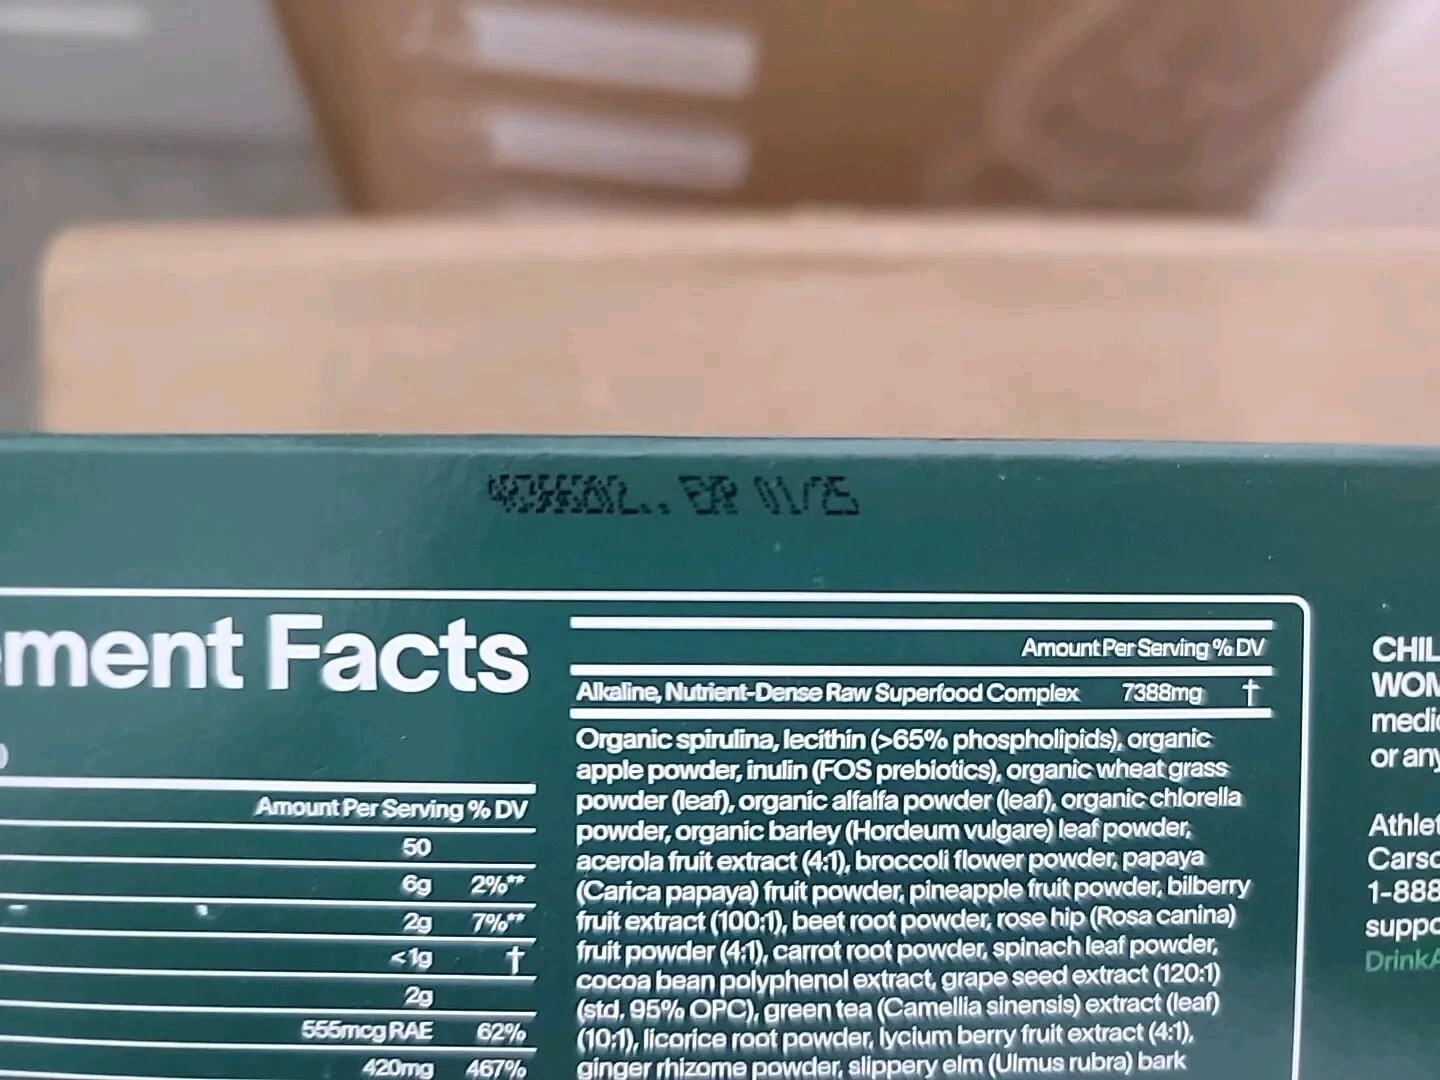 EXP 01/25
ment Facts
Amount Per Serving % DV
50
6g 2%**
2g 7%**
<1g †
2g
555mcg RAE 62%
420mg 467%
Amount Per Serving % DV
Alkaline, Nutrient-Dense Raw Superfood Complex 7388mg †
Organic spirulina, lecithin (>65% phospholipids), organic
apple powder, inulin (FOS prebiotics), organic wheat grass
powder (leaf), organic alfalfa powder (leaf), organic chlorella
powder, organic barley (Hordeum vulgare) leaf powder,
acerola fruit extract (4:1), broccoli flower powder, papaya
(Carica papaya) fruit powder, pineapple fruit powder, bilberry
fruit extract (100:1), beet root powder, rose hip (Rosa canina)
fruit powder (4:1), carrot root powder, spinach leaf powder,
cocoa bean polyphenol extract, grape seed extract (120:1)
(std. 95% OPC), green tea (Camellia sinensis) extract (leaf)
(10:1), licorice root powder, lycium berry fruit extract (4:1),
ginger rhizome powder, slippery elm (Ulmus rubra) bark
CHIL
WOM
medic
or any
Athlet
Carso
1-888
suppo
DrinkA